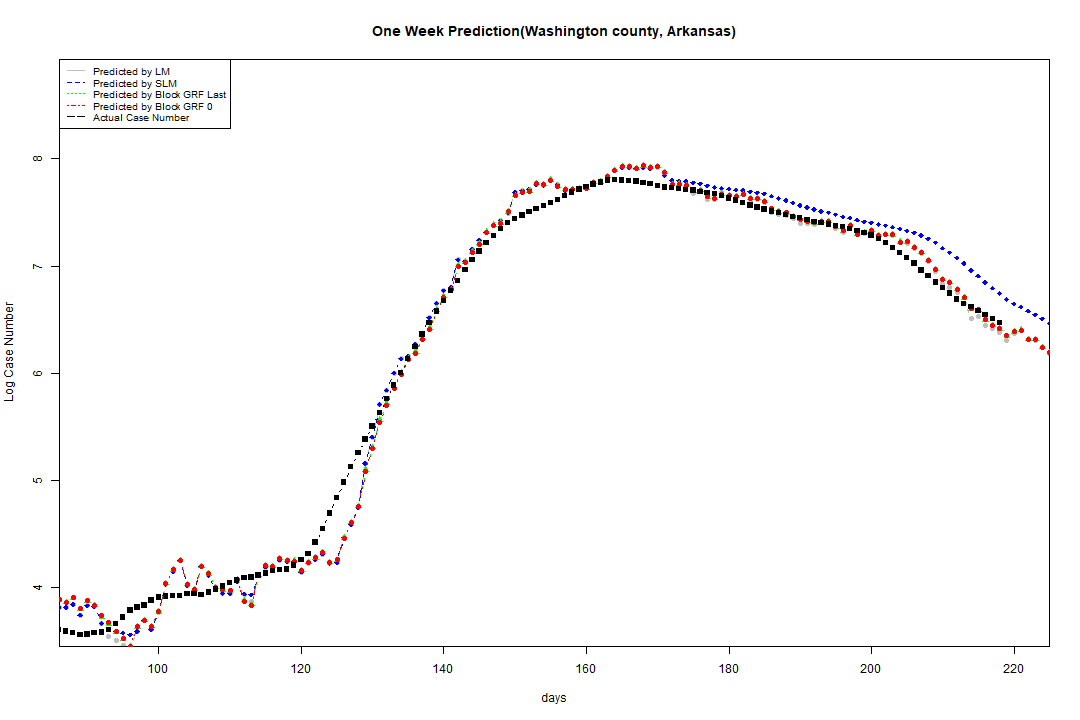 One Week Prediction(Washington county, Arkansas)
Predicted by LM
Predicted by SLM
Predicted by Block GRF Last
Predicted by Block GRF 0
Actual Case Number
8
7
6
5
4
Log Case Number
100 120 140 160 180 200 220
days